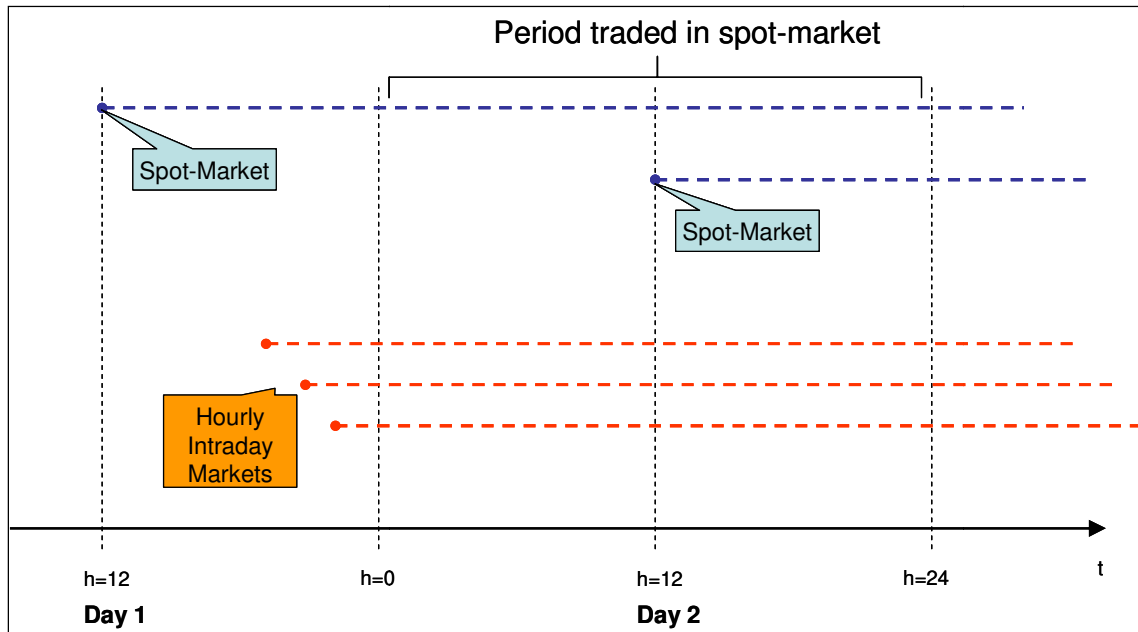 Period traded in spot-market
Spot-Market
Spot-Market
Hourly
Intraday
Markets
h=12
h=0
h=12
h=24
t
Day 1
Day 2